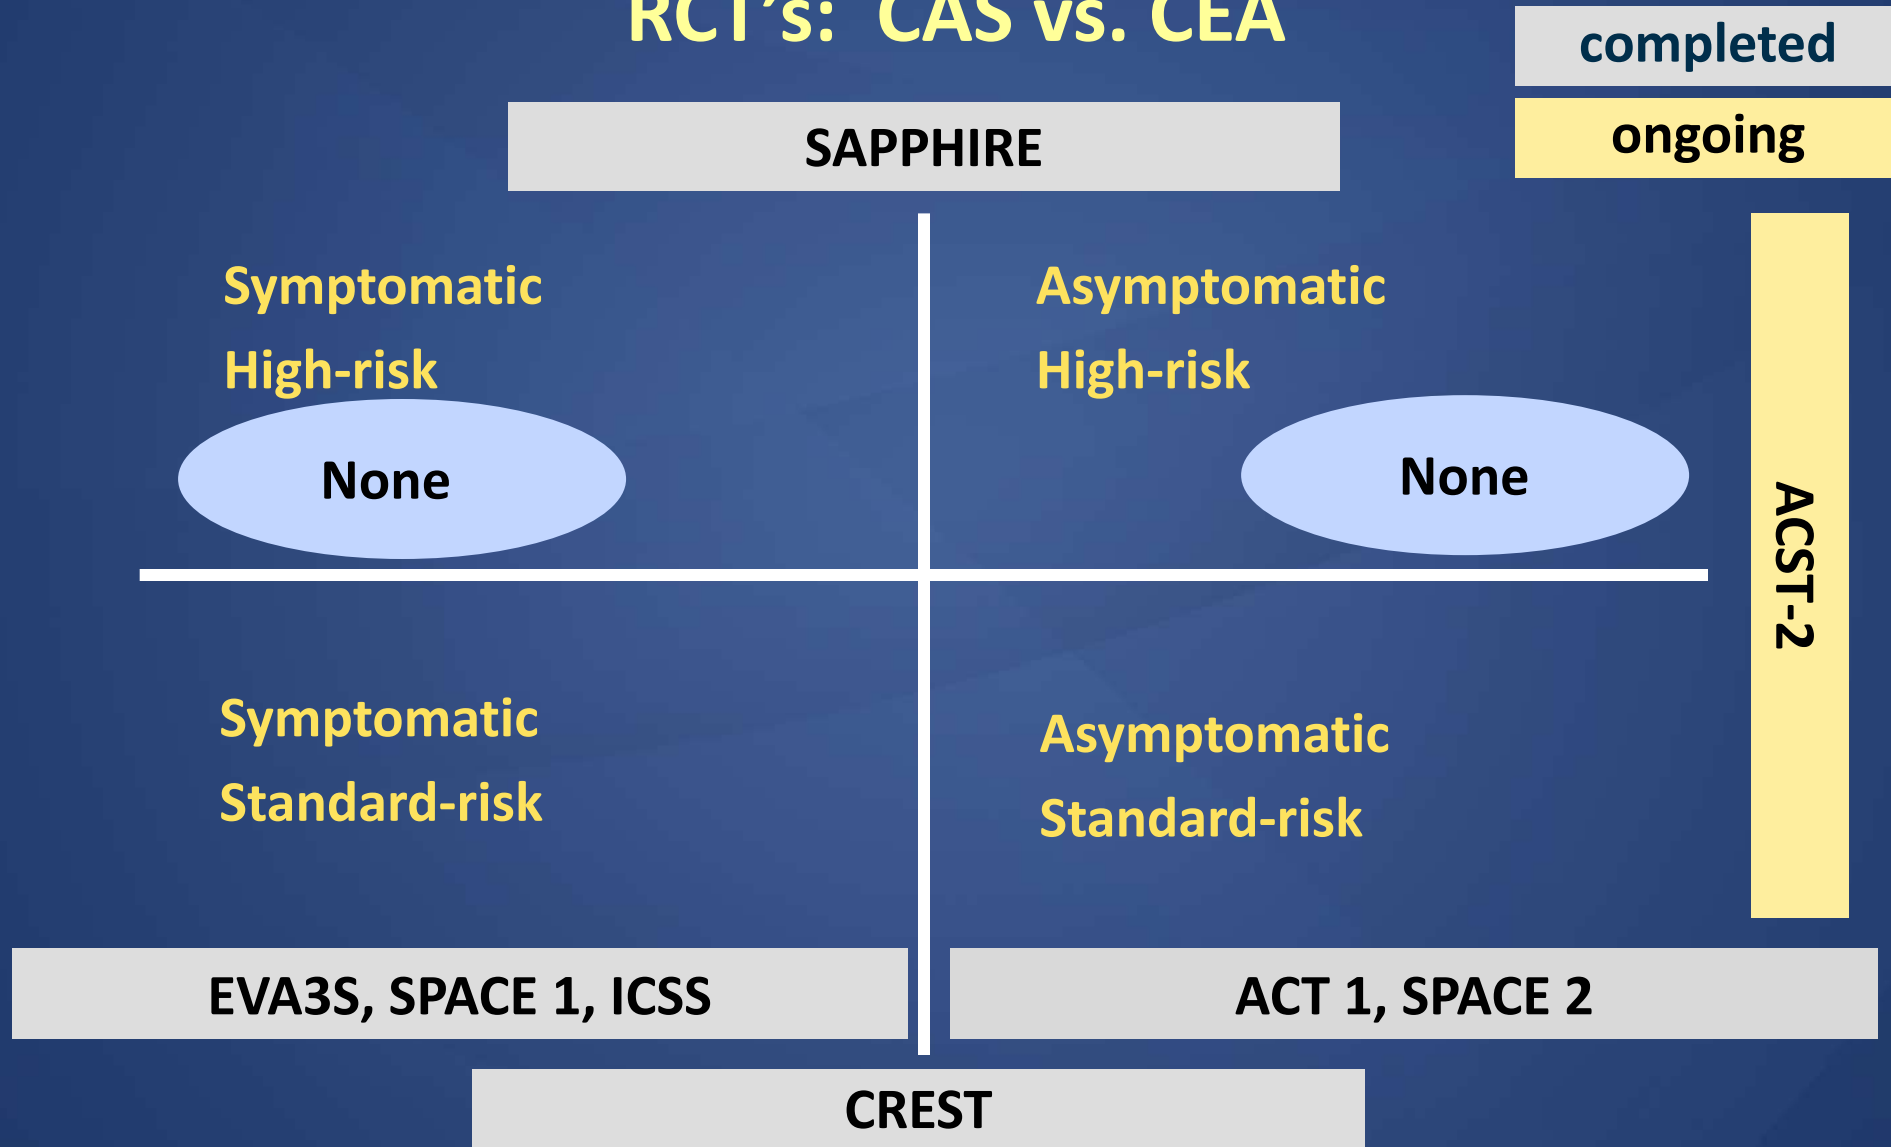 RCT's: CAS vs. CEA
completed
ongoing
SAPPHIRE
Symptomatic
High-risk
None
Asymptomatic
High-risk
None
ACST-2
Symptomatic
Standard-risk
Asymptomatic
Standard-risk
EVA3S, SPACE 1, ICSS
ACT 1, SPACE 2
CREST